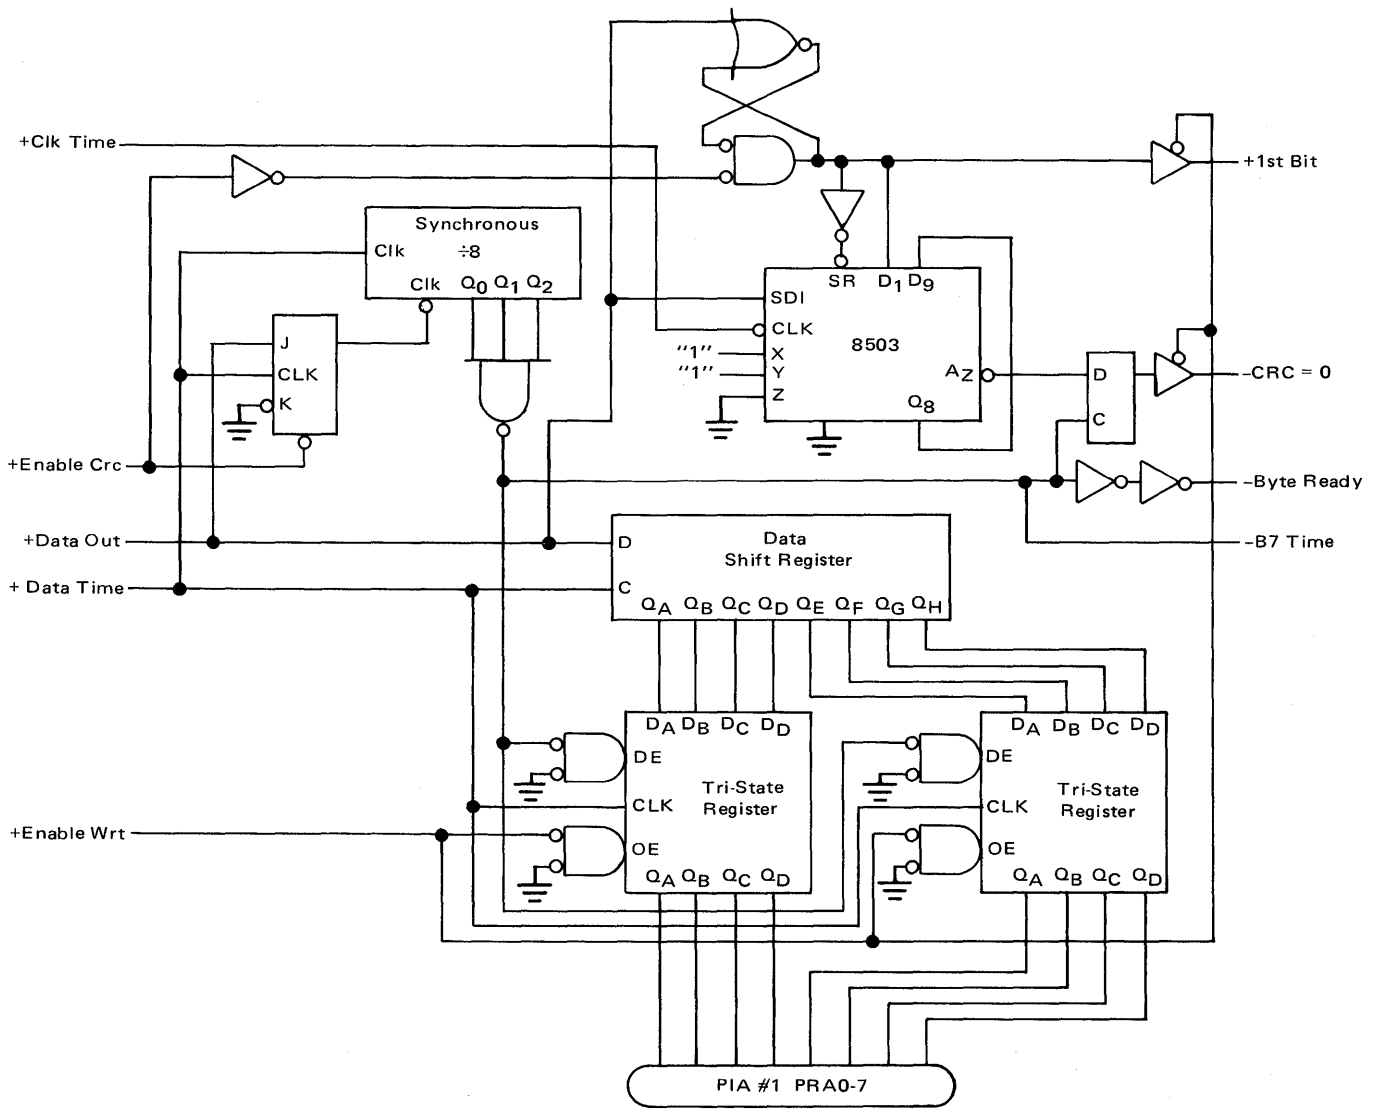 +Clk Time
+1st Bit
Synchronous
÷8
Clk
Clk
Q0 Q1 Q2
SR D1 D9
SDI
CLK
8503
"1" X
"1" Y
Z
AZ
Q8
J
CLK
K
D
C
–CRC = 0
+Enable Crc
–Byte Ready
+Data Out
–B7 Time
+ Data Time
D
C
Data
Shift Register
QA QB QC QD QE QF QG QH
DA DB DC DD
DE
Tri-State
Register
CLK
OE
QA QB QC QD
DA DB DC DD
DE
Tri-State
Register
CLK
OE
QA QB QC QD
+Enable Wrt
PIA #1 PRA0-7